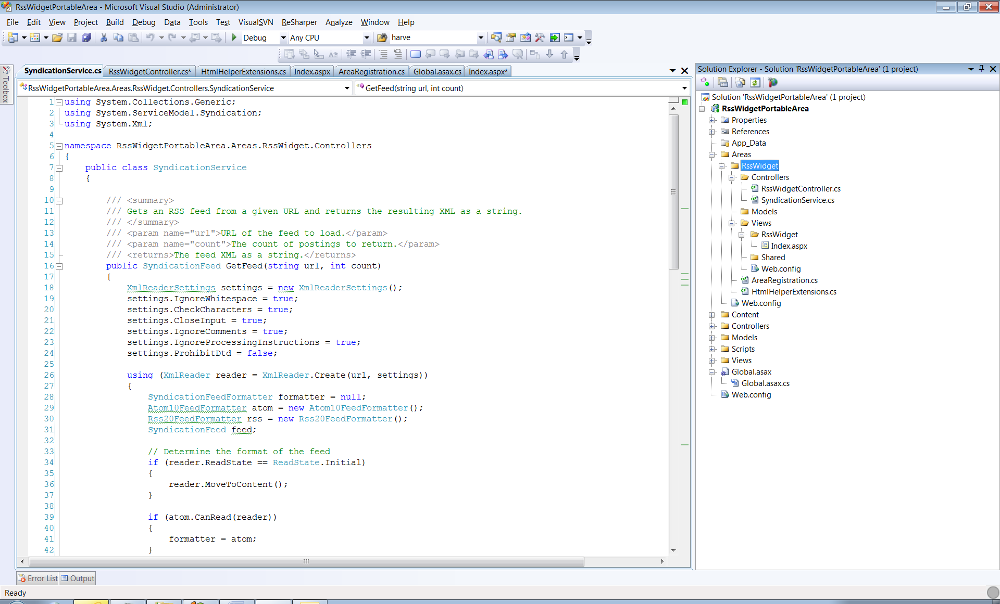 RssWidgetPortableArea - Microsoft Visual Studio (Administrator)
File Edit View Project Build Debug Data Tools Test VisualSVN ReSharper Analyze Window Help
Debug Any CPU harve
Toolbox
SyndicationService.cs RssWidgetController.cs* HtmlHelperExtensions.cs Index.aspx AreaRegistration.cs Global.asax.cs Index.aspx*
RssWidgetPortableArea.Areas.RssWidget.Controllers.SyndicationService GetFeed(string url, int count)
1 using System.Collections.Generic;
2 using System.ServiceModel.Syndication;
3 using System.Xml;
4
5 namespace RssWidgetPortableArea.Areas.RssWidget.Controllers
6 {
7 public class SyndicationService
8 {
9
10 /// <summary>
11 /// Gets an RSS feed from a given URL and returns the resulting XML as a string.
12 /// </summary>
13 /// <param name="url">URL of the feed to load.</param>
14 /// <param name="count">The count of postings to return.</param>
15 /// <returns>The feed XML as a string.</returns>
16 public SyndicationFeed GetFeed(string url, int count)
17 {
18 XmlReaderSettings settings = new XmlReaderSettings();
19 settings.IgnoreWhitespace = true;
20 settings.CheckCharacters = true;
21 settings.CloseInput = true;
22 settings.IgnoreComments = true;
23 settings.IgnoreProcessingInstructions = true;
24 settings.ProhibitDtd = false;
25
26 using (XmlReader reader = XmlReader.Create(url, settings))
27 {
28 SyndicationFeedFormatter formatter = null;
29 Atom10FeedFormatter atom = new Atom10FeedFormatter();
30 Rss20FeedFormatter rss = new Rss20FeedFormatter();
31 SyndicationFeed feed;
32
33 // Determine the format of the feed
34 if (reader.ReadState == ReadState.Initial)
35 {
36 reader.MoveToContent();
37 }
38
39 if (atom.CanRead(reader))
40 {
41 formatter = atom;
42 }
Solution Explorer - Solution 'RssWidgetPortableArea' (1 project)
Solution 'RssWidgetPortableArea' (1 project)
RssWidgetPortableArea
Properties
References
App_Data
Areas
RssWidget
Controllers
RssWidgetController.cs
SyndicationService.cs
Models
Views
RssWidget
Index.aspx
Shared
Web.config
AreaRegistration.cs
HtmlHelperExtensions.cs
Web.config
Content
Controllers
Models
Scripts
Views
Global.asax
Global.asax.cs
Web.config
Error List Output
Ready